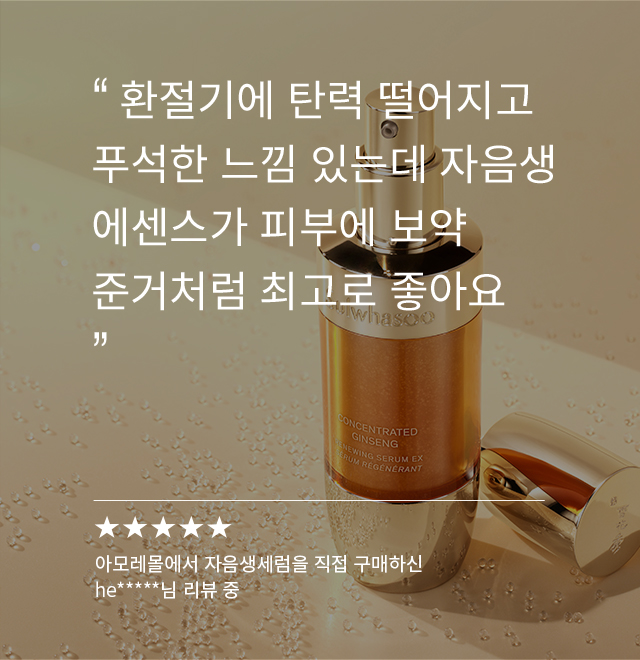 “ 환절기에 탄력 떨어지고
푸석한 느낌 있는데 자음생
에센스가 피부에 보약
준거처럼 최고로 좋아요
”
whasoo
CONCENTRATED
GINSENG
RENEWING SERUM EX
SERUM RÉGÉNÉRANT
★★★★★
아모레몰에서 자음생세럼을 직접 구매하신
he*****님 리뷰 중